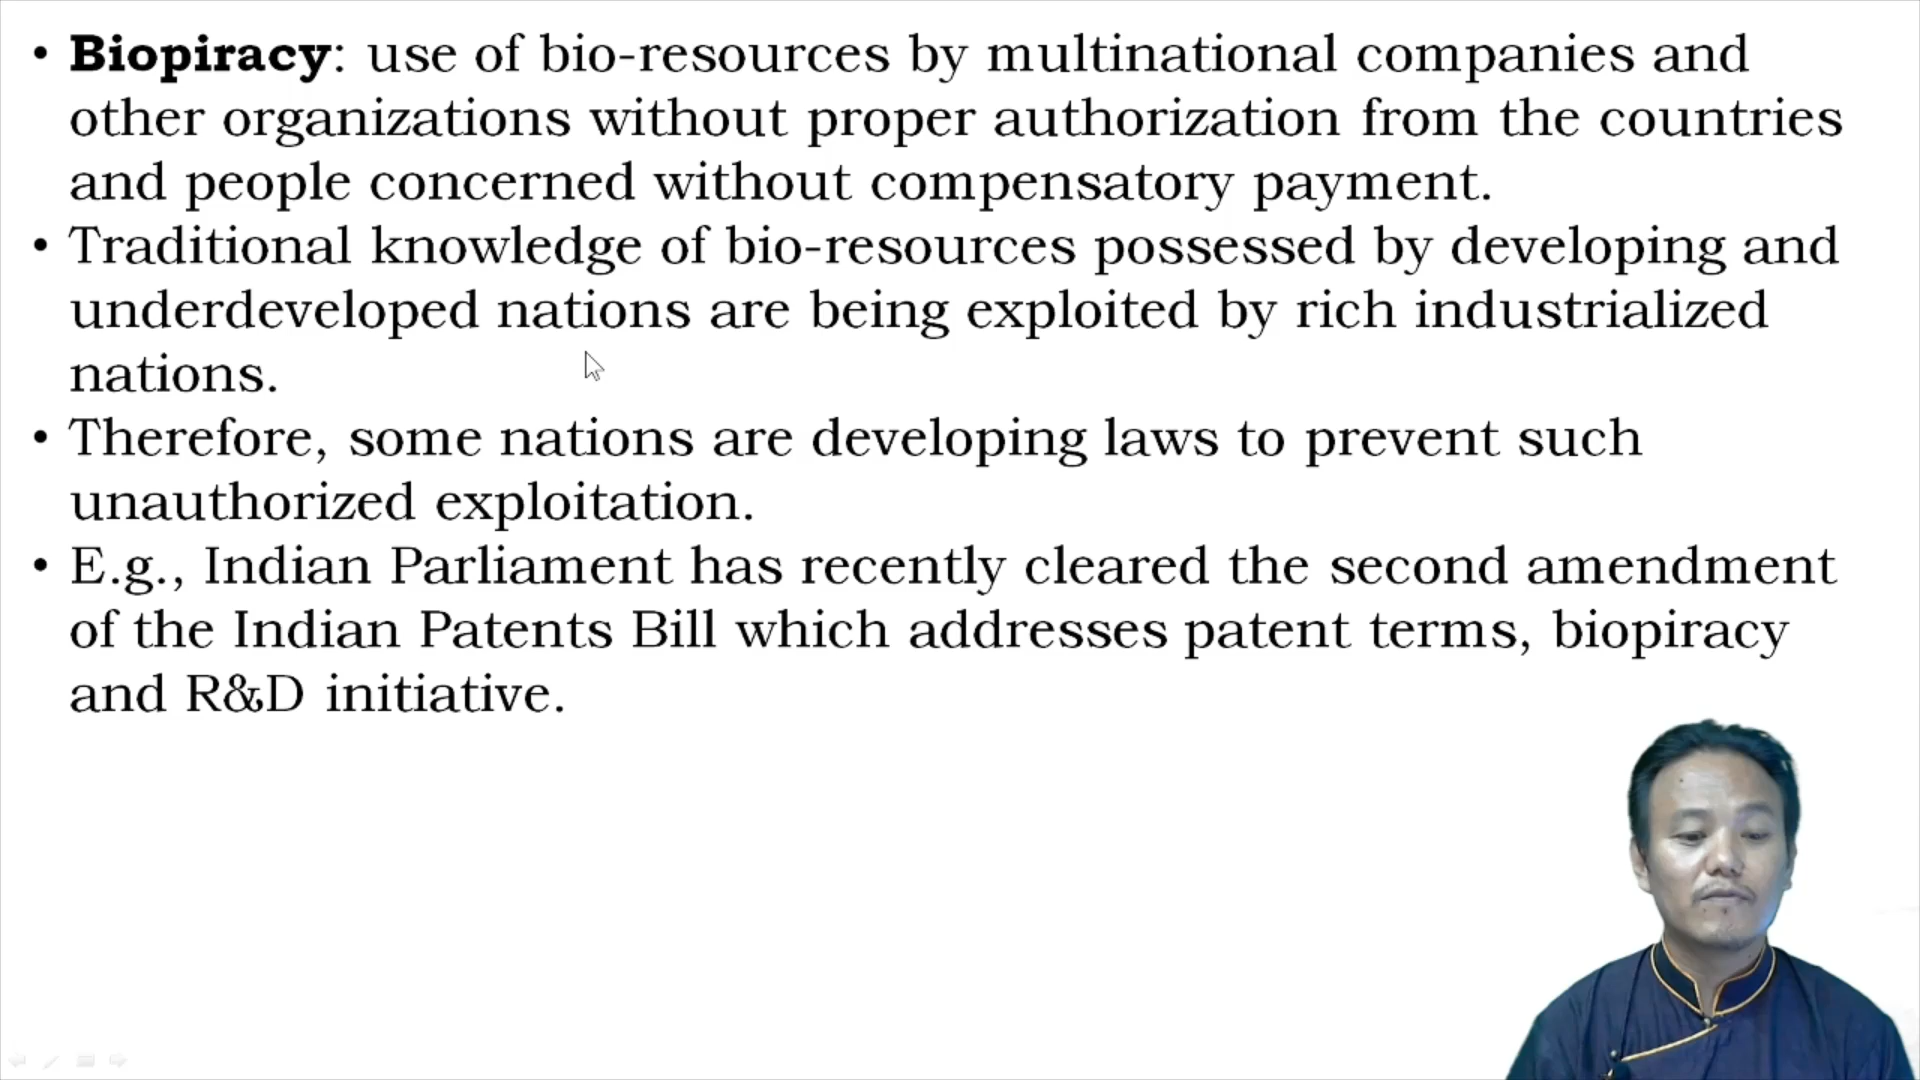 • Biopiracy: use of bio-resources by multinational companies and
other organizations without proper authorization from the countries
and people concerned without compensatory payment.
• Traditional knowledge of bio-resources possessed by developing and
underdeveloped nations are being exploited by rich industrialized
nations.
• Therefore, some nations are developing laws to prevent such
unauthorized exploitation.
• E.g., Indian Parliament has recently cleared the second amendment
of the Indian Patents Bill which addresses patent terms, biopiracy
and R&D initiative.